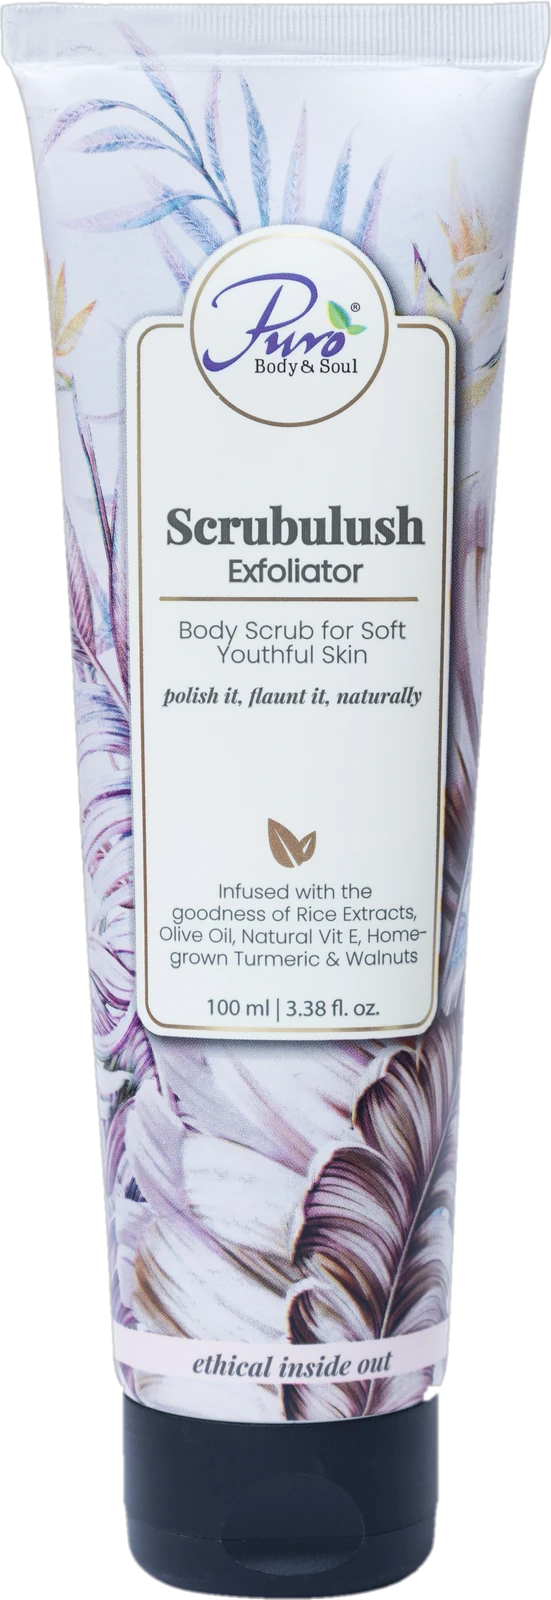 Puro®
Body & Soul
Scrubulush
Exfoliator
Body Scrub for Soft
Youthful Skin
polish it, flaunt it, naturally
Infused with the
goodness of Rice Extracts,
Olive Oil, Natural Vit E, Home-
grown Turmeric & Walnuts
100 ml | 3.38 fl. oz.
ethical inside out